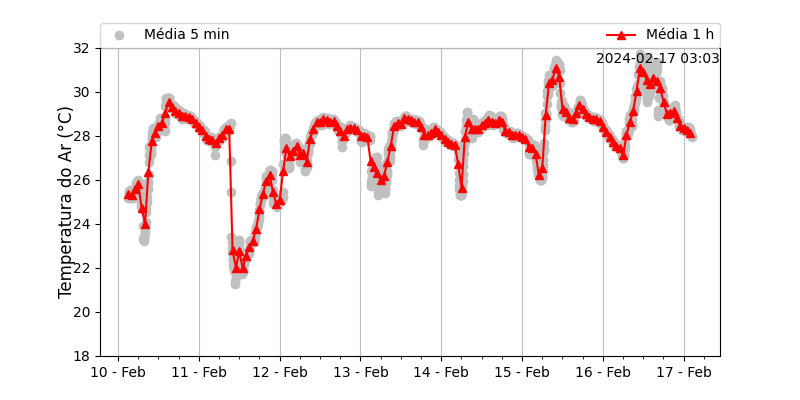 Média 5 min
Média 1 h
2024-02-17 03:03
Temperatura do Ar (°C)
32
30
28
26
24
22
20
18
10 - Feb
11 - Feb
12 - Feb
13 - Feb
14 - Feb
15 - Feb
16 - Feb
17 - Feb